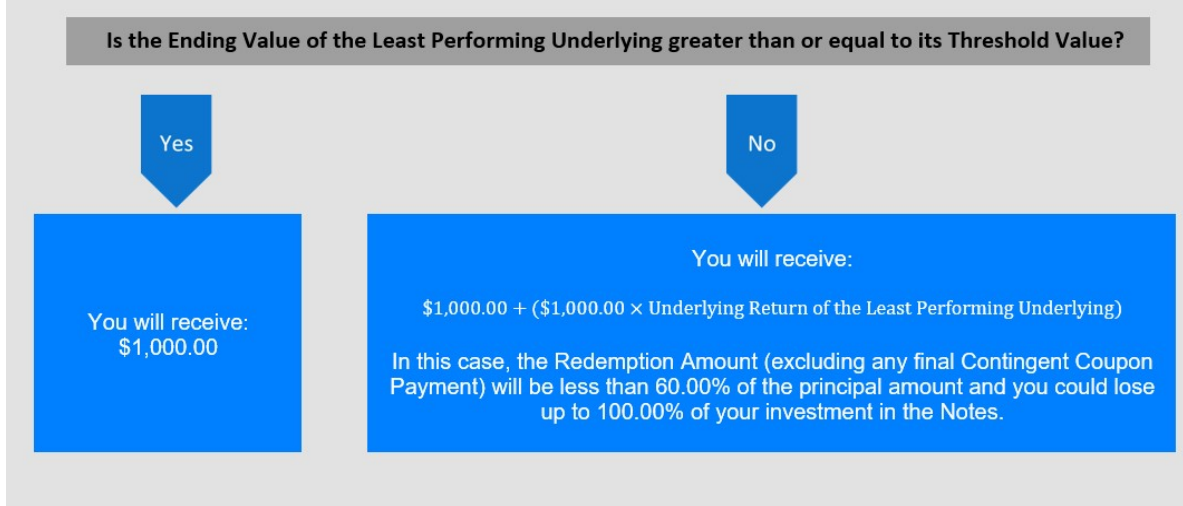 Is the Ending Value of the Least Performing Underlying greater than or equal to its Threshold Value?
Yes
No
You will receive:
$1,000.00
You will receive:
$1,000.00 + ($1,000.00 × Underlying Return of the Least Performing Underlying)
In this case, the Redemption Amount (excluding any final Contingent Coupon
Payment) will be less than 60.00% of the principal amount and you could lose
up to 100.00% of your investment in the Notes.